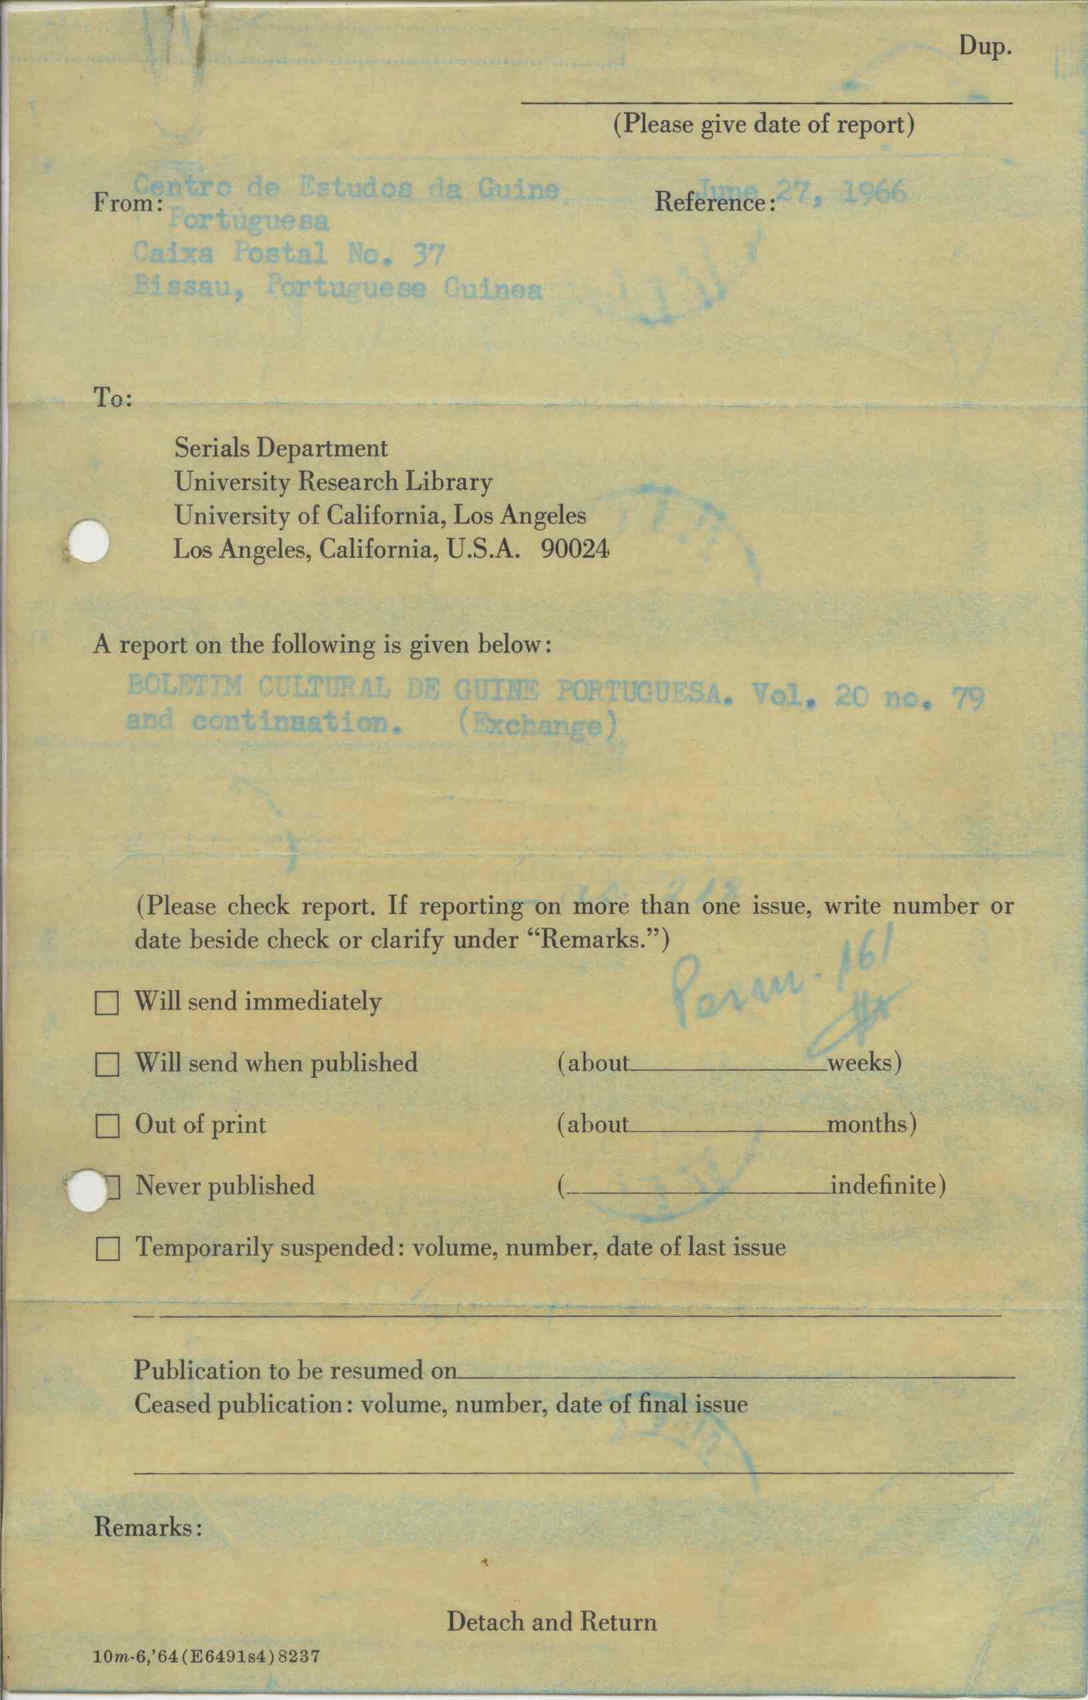 Dup.
(Please give date of report)
From: Centro de Estudos da Guine
Portuguesa
Caixa Postal No. 37
Bissau, Portuguese Guinea
Reference: June 27, 1966
To:
Serials Department
University Research Library
University of California, Los Angeles
Los Angeles, California, U.S.A. 90024
A report on the following is given below:
BOLETIM CULTURAL DE GUINE PORTUGUESA. Vol. 20 no. 79
and continuation. (Exchange)
(Please check report. If reporting on more than one issue, write number or
date beside check or clarify under “Remarks.”)
☐ Will send immediately
☐ Will send when published (about weeks)
☐ Out of print (about months)
☐ Never published ( indefinite)
☐ Temporarily suspended: volume, number, date of last issue
Publication to be resumed on
Ceased publication: volume, number, date of final issue
Remarks:
Detach and Return
10m-6,’64(E6491s4)8237